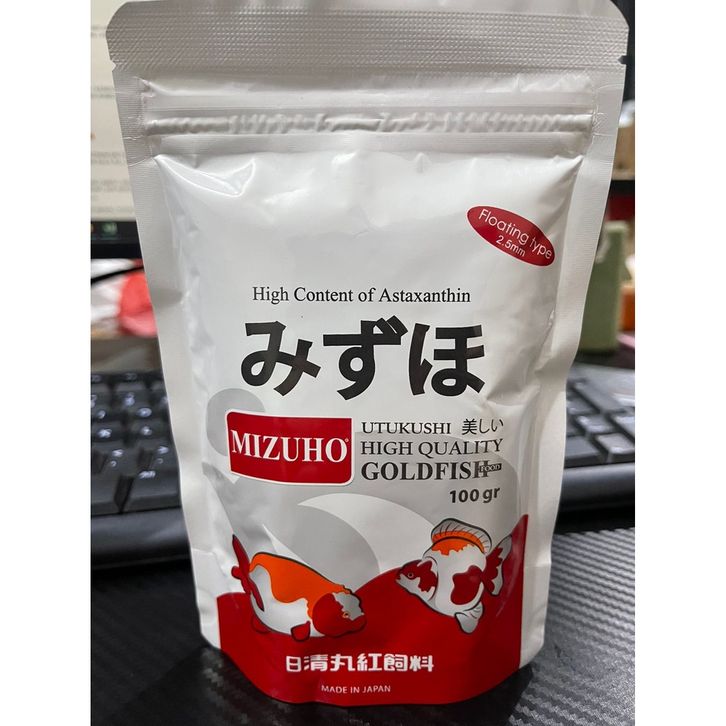 Floating type
2.5mm
High Content of Astaxanthin
みずほ
MIZUHO®
UTUKUSHI 美しい
HIGH QUALITY
GOLDFISH FOOD
100 gr
日清丸紅飼料
MADE IN JAPAN